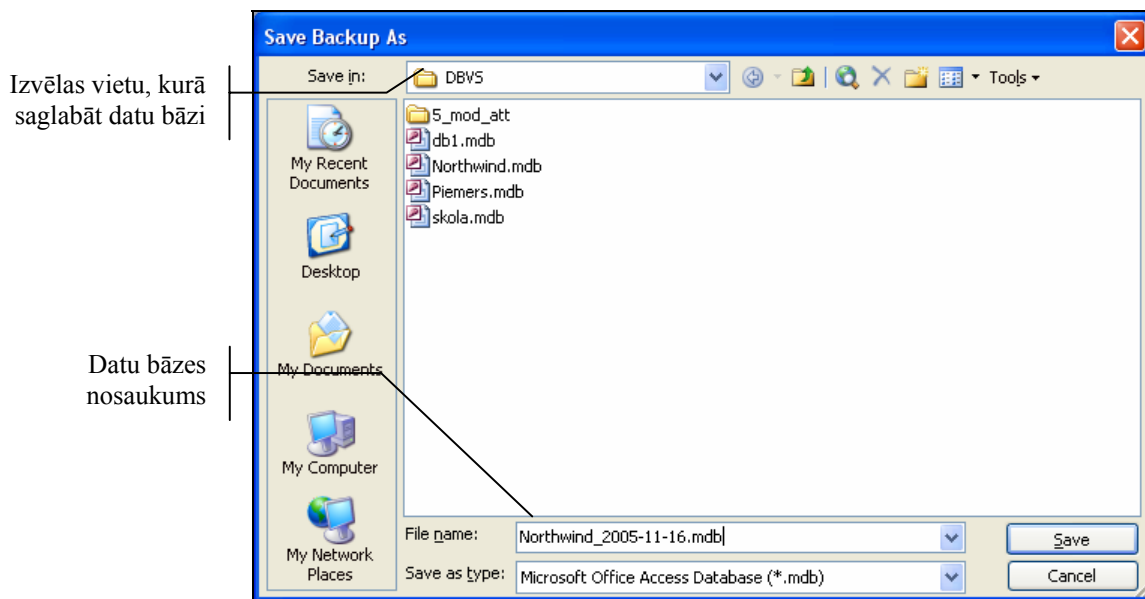 Save Backup As
Izvēlas vietu, kurā
saglabāt datu bāzi
Save in:
DBVS
Tools
My Recent
Documents
Desktop
My Documents
My Computer
My Network
Places
5_mod_att
db1.mdb
Northwind.mdb
Piemers.mdb
skola.mdb
Datu bāzes
nosaukums
File name:
Northwind_2005-11-16.mdb
Save
Save as type:
Microsoft Office Access Database (*.mdb)
Cancel